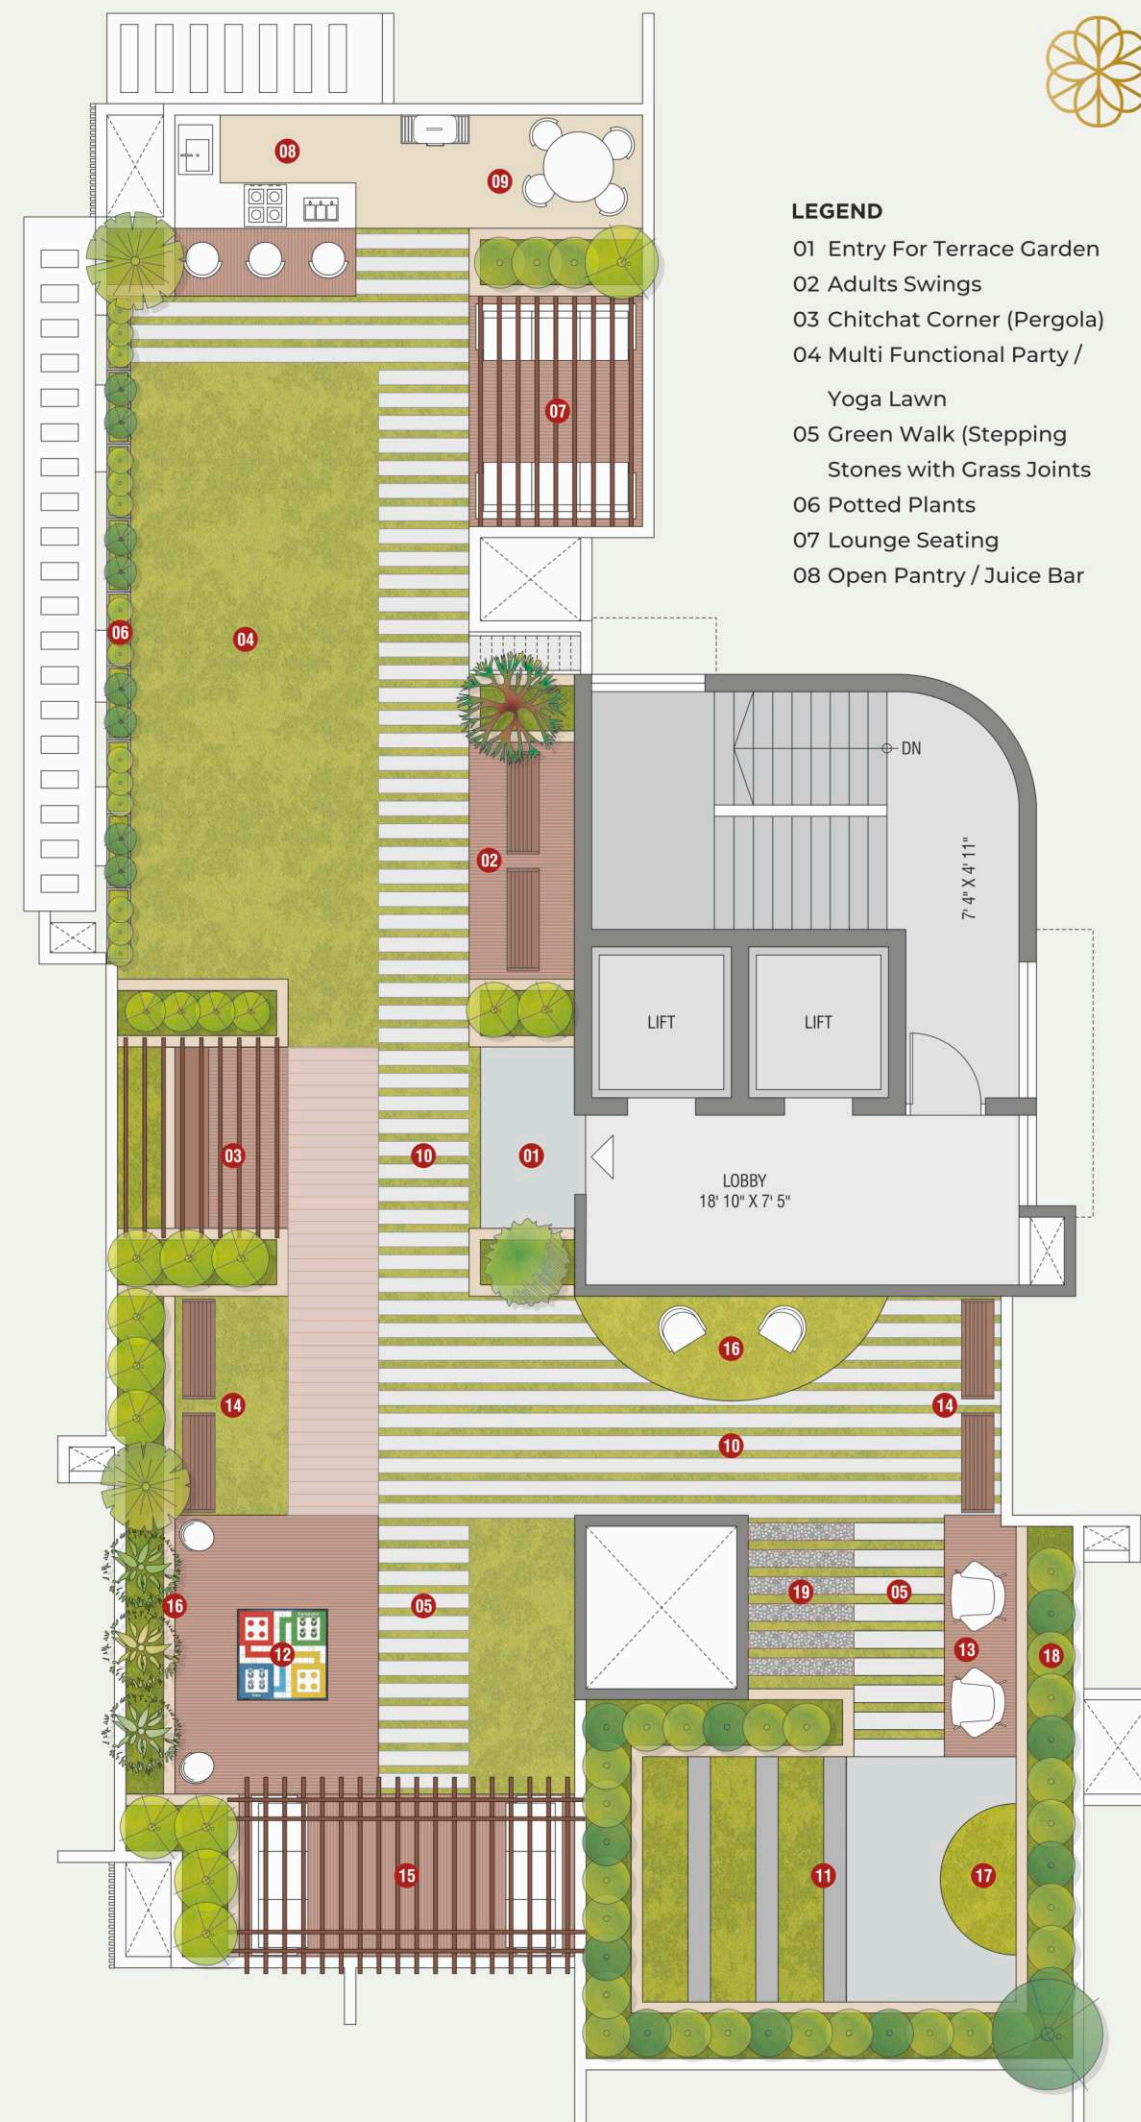 LEGEND
01 Entry For Terrace Garden
02 Adults Swings
03 Chitchat Corner (Pergola)
04 Multi Functional Party /
Yoga Lawn
05 Green Walk (Stepping
Stones with Grass Joints
06 Potted Plants
07 Lounge Seating
08 Open Pantry / Juice Bar
08
09
07
06
04
DN
02
7' 4" X 4' 11"
LIFT
LIFT
03
10
01
LOBBY
18' 10" X 7' 5"
16
14
14
10
16
05
19
05
12
13
18
15
11
17